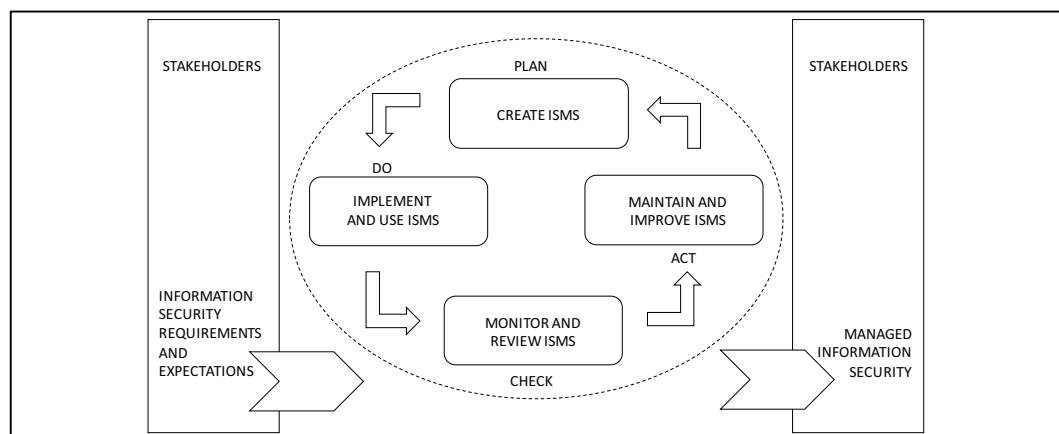 STAKEHOLDERS
INFORMATION
SECURITY
REQUIREMENTS
AND
EXPECTATIONS
PLAN
CREATE ISMS
DO
IMPLEMENT
AND USE ISMS
MONITOR AND
REVIEW ISMS
CHECK
MAINTAIN AND
IMPROVE ISMS
ACT
STAKEHOLDERS
MANAGED
INFORMATION
SECURITY